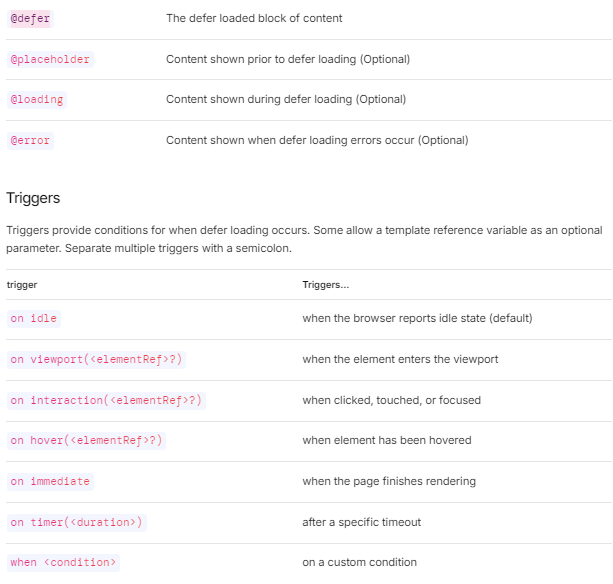 @defer The defer loaded block of content
@placeholder Content shown prior to defer loading (Optional)
@loading Content shown during defer loading (Optional)
@error Content shown when defer loading errors occur (Optional)
Triggers
Triggers provide conditions for when defer loading occurs. Some allow a template reference variable as an optional
parameter. Separate multiple triggers with a semicolon.
trigger Triggers...
on idle when the browser reports idle state (default)
on viewport(<elementRef>?) when the element enters the viewport
on interaction(<elementRef>?) when clicked, touched, or focused
on hover(<elementRef>?) when element has been hovered
on immediate when the page finishes rendering
on timer(<duration>) after a specific timeout
when <condition> on a custom condition